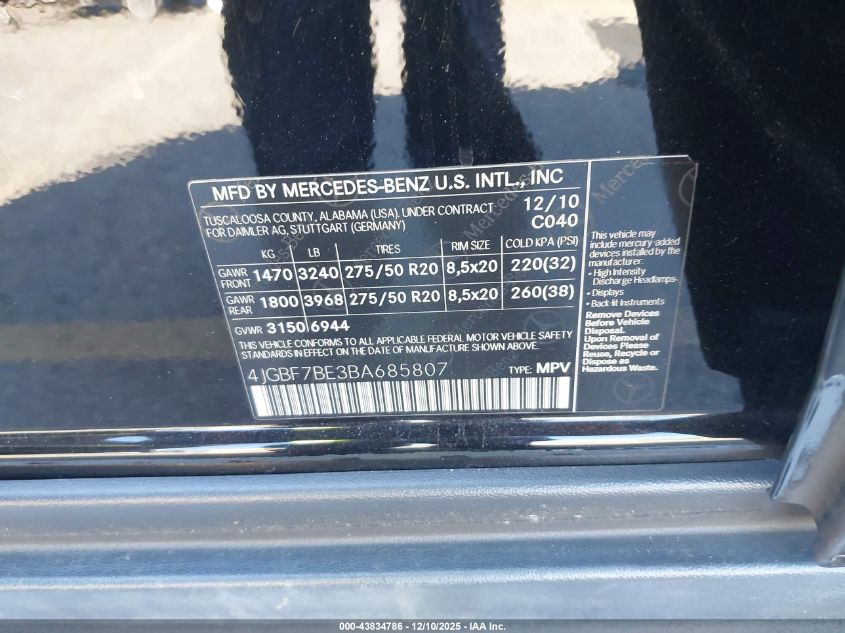 MFD BY MERCEDES-BENZ U.S. INTL., INC
TUSCALOOSA COUNTY, ALABAMA (USA). UNDER CONTRACT
FOR DAIMLER AG, STUTTGART (GERMANY)
12/10
C040
KG LB TIRES RIM SIZE COLD KPA (PSI)
GAWR FRONT 1470 3240 275/50 R20 8,5x20 220(32)
GAWR REAR 1800 3968 275/50 R20 8,5x20 260(38)
GVWR 3150 6944
THIS VEHICLE CONFORMS TO ALL APPLICABLE FEDERAL MOTOR VEHICLE SAFETY
STANDARDS IN EFFECT ON THE DATE OF MANUFACTURE SHOWN ABOVE.
4JGBF7BE3BA685807
TYPE: MPV
This vehicle may
include mercury-added
devices installed by the
manufacturer:
- High Intensity
Discharge Headlamps
- Displays
- Back-lit Instruments
Remove Devices
Before Vehicle
Disposal.
Upon Removal of
Devices Please
Reuse, Recycle or
Dispose as
Hazardous Waste.
000-43834786 - 12/10/2025 - IAA Inc.